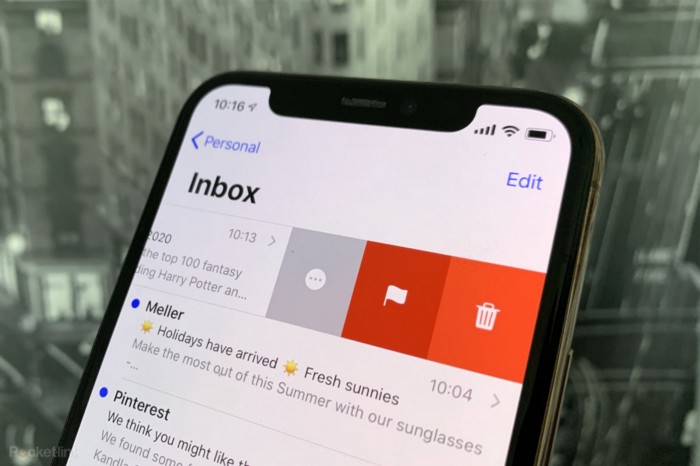 10:16
Personal
Edit
Inbox
2020
10:13
the top 100 fantasy
ding Harry Potter an...
Meller
10:04
Holidays have arrived Fresh sunnies
Make the most out of this Summer with our sunglasses
-...
Pinterest
We think you might like th
We found some f
Kandla
Pocketlint